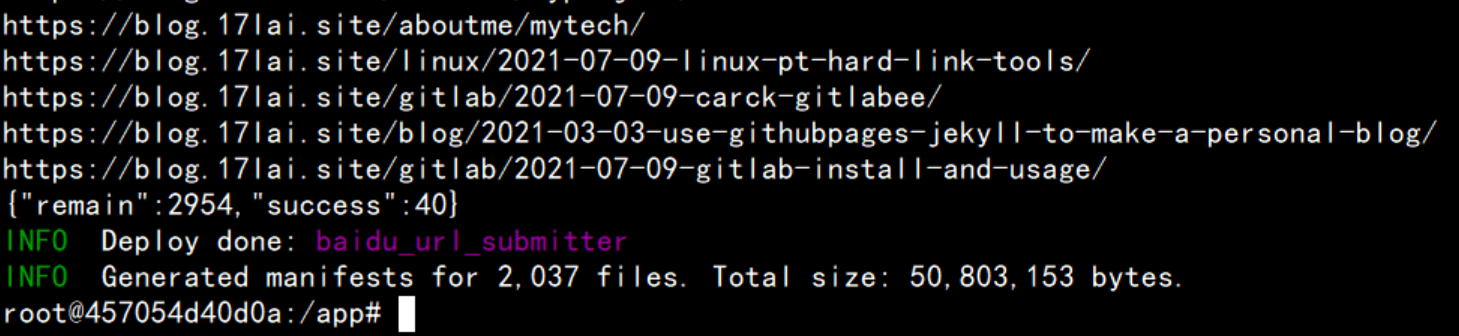 https://blog.17lai.site/aboutme/mytech/
https://blog.17lai.site/linux/2021-07-09-linux-pt-hard-link-tools/
https://blog.17lai.site/gitlab/2021-07-09-carck-gitlabee/
https://blog.17lai.site/blog/2021-03-03-use-githubpages-jekyll-to-make-a-personal-blog/
https://blog.17lai.site/gitlab/2021-07-09-gitlab-install-and-usage/
{"remain":2954,"success":40}
INFO  Deploy done: baidu_url_submitter
INFO  Generated manifests for 2,037 files. Total size: 50,803,153 bytes.
root@457054d40d0a:/app#